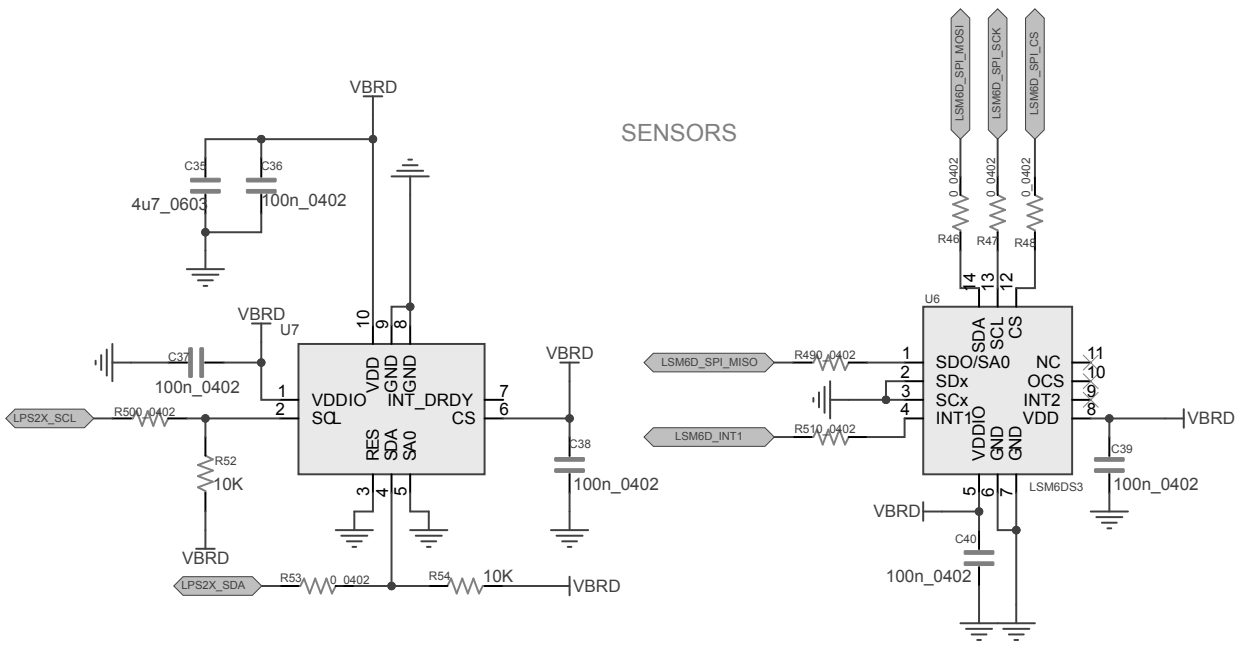 SENSORS
VBRD
C35
4u7_0603
C36
100n_0402
VBRD
U7
C37
100n_0402
10
9
8
VDD
GND
GND
1
VDDIO
2
SCL
INT_DRDY
7
CS
6
RES
SDA
SA0
3
4
5
LPS2X_SCL
R50
0_0402
R52
10K
VBRD
VBRD
C38
100n_0402
LPS2X_SDA
R53
0_0402
R54
10K
VBRD
LSM6D_SPI_MOSI
LSM6D_SPI_SCK
LSM6D_SPI_CS
0_0402
0_0402
0_0402
R46
R47
R48
14
13
12
U6
SDA
SCL
CS
LSM6D_SPI_MISO
R49
0_0402
1
SDO/SA0
2
SDx
3
SCx
4
INT1
NC
11
OCS
10
INT2
9
VDD
8
VDDIO
GND
GND
5
6
7
LSM6D_INT1
R51
0_0402
VBRD
C39
100n_0402
LSM6DS3
VBRD
C40
100n_0402